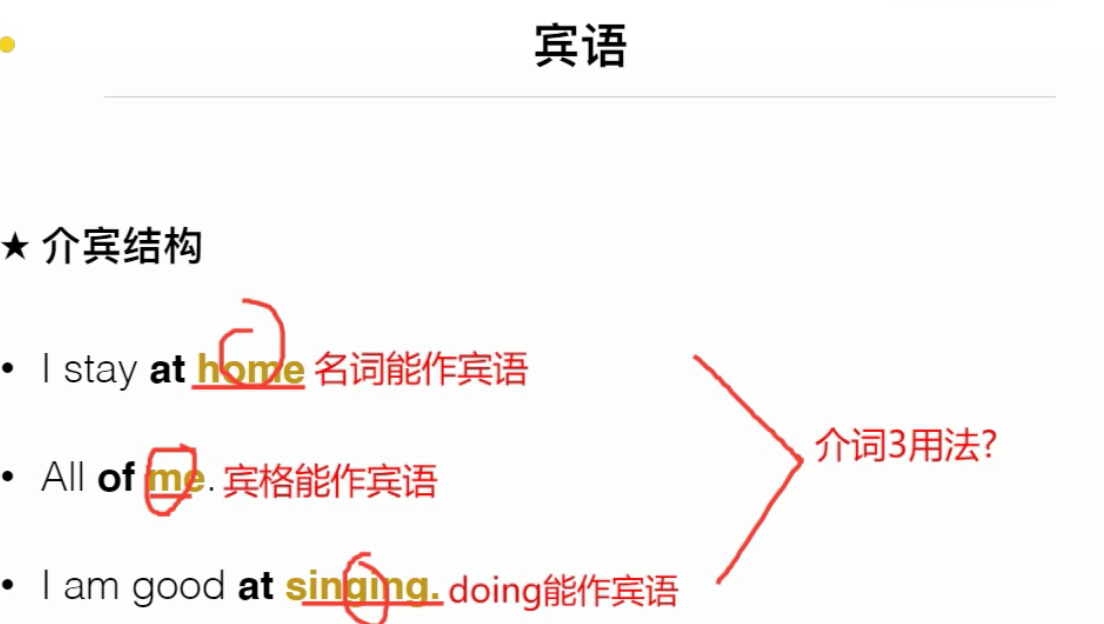 宾语
★ 介宾结构
• I stay at home 名词能作宾语
介词3用法?
• All of me. 宾格能作宾语
• I am good at singing. doing能作宾语